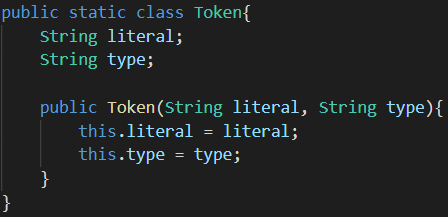 public static class Token{
    String literal;
    String type;

    public Token(String literal, String type){
        this.literal = literal;
        this.type = type;
    }
}